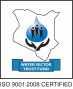 WATER SECTOR
TRUST FUND
ISO 9001:2008 CERTIFIED